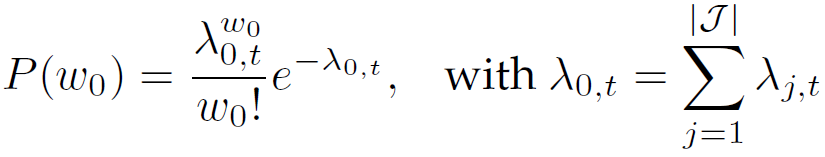 $P(w_0) = \frac{\lambda_{0,t}^{w_0}}{w_0!} e^{-\lambda_{0,t}}, \quad \text{with } \lambda_{0,t} = \sum_{j=1}^{|\mathcal{J}|} \lambda_{j,t}$